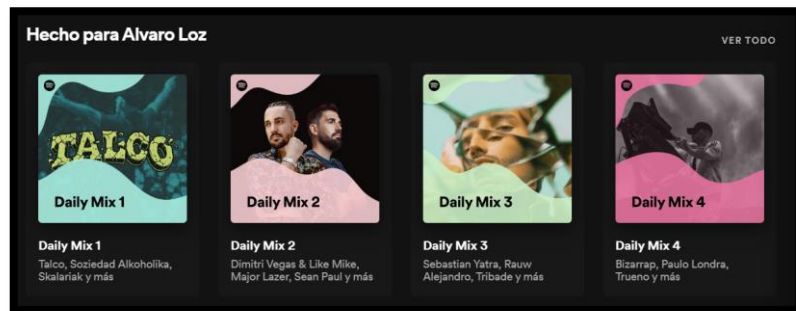 Hecho para Alvaro Loz
VER TODO
TALCO
Daily Mix 1
Daily Mix 2
Daily Mix 3
Daily Mix 4
Daily Mix 1
Talco, Soziedad Alkoholika,
Skalariak y más
Daily Mix 2
Dimitri Vegas & Like Mike,
Major Lazer, Sean Paul y más
Daily Mix 3
Sebastian Yatra, Rauw
Alejandro, Tribade y más
Daily Mix 4
Bizarrap, Paulo Londra,
Trueno y más